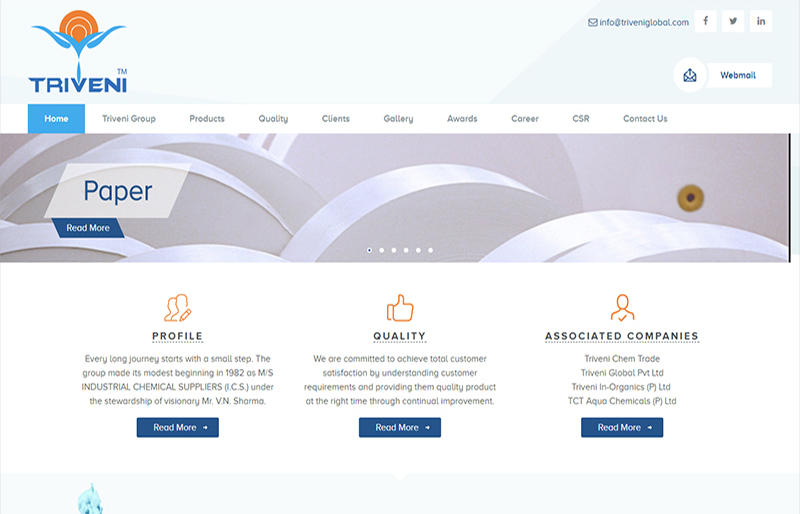 info@triveniglobal.com
TRIVENI TM
Webmail
Home Triveni Group Products Quality Clients Gallery Awards Career CSR Contact Us
Paper
Read More
PROFILE
Every long journey starts with a small step. The
group made its modest beginning in 1982 as M/S
INDUSTRIAL CHEMICAL SUPPLIERS (I.C.S.) under
the stewardship of visionary Mr. V.N. Sharma.
Read More
QUALITY
We are committed to achieve total customer
satisfaction by understanding customer
requirements and providing them quality product
at the right time through continual improvement.
Read More
ASSOCIATED COMPANIES
Triveni Chem Trade
Triveni Global Pvt Ltd
Triveni In-Organics (P) Ltd
TCT Aqua Chemicals (P) Ltd
Read More